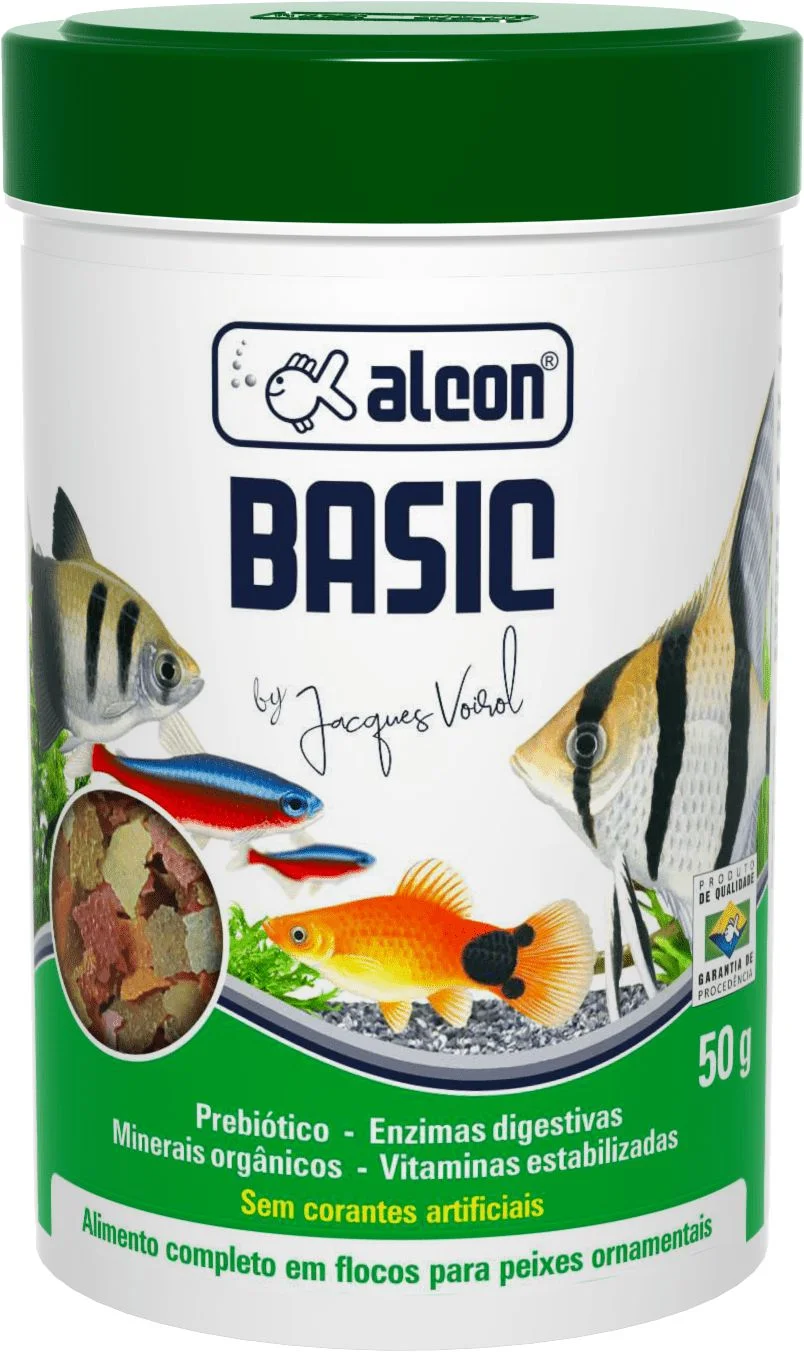 alcon®
BASIC
by Jacques Voirol
PRODUTO
DE QUALIDADE
GARANTIA DE
PROCEDÊNCIA
50 g
Prebiótico - Enzimas digestivas
Minerais orgânicos - Vitaminas estabilizadas
Sem corantes artificiais
Alimento completo em flocos para peixes ornamentais